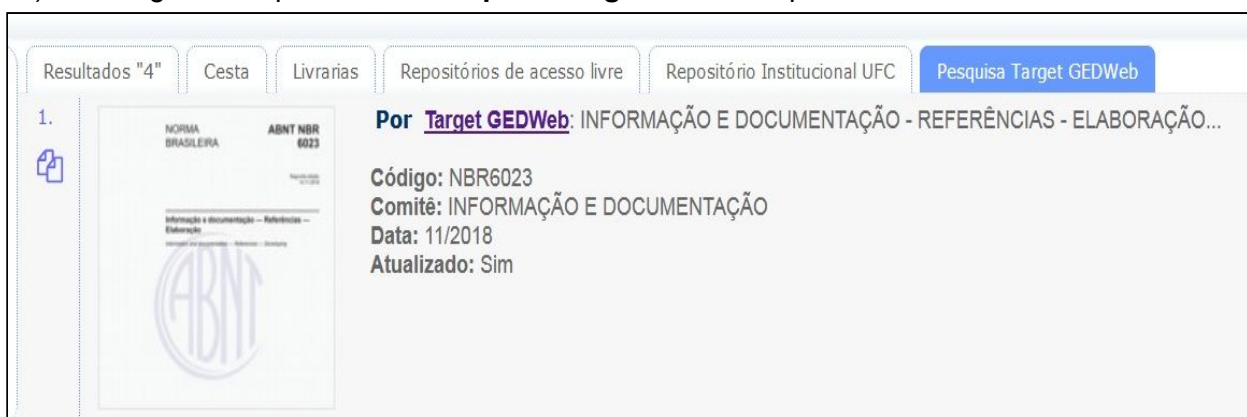 Resultados "4" Cesta Livrarias Repositórios de acesso livre Repositório Institucional UFC Pesquisa Target GEDWeb
1.
NORMA BRASILEIRA
ABNT NBR 6023
Informação e documentação — Referências — Elaboração
ABNT
Por Target GEDWeb: INFORMAÇÃO E DOCUMENTAÇÃO - REFERÊNCIAS - ELABORAÇÃO...
Código: NBR6023
Comitê: INFORMAÇÃO E DOCUMENTAÇÃO
Data: 11/2018
Atualizado: Sim